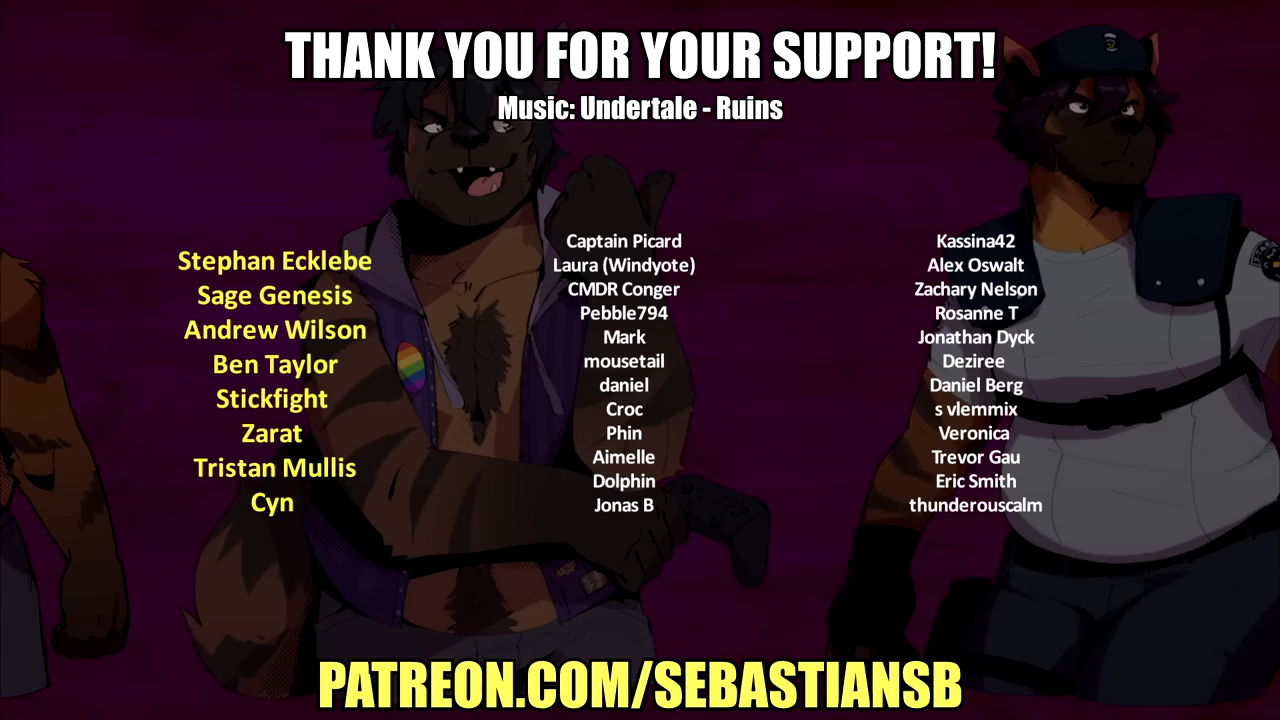 THANK YOU FOR YOUR SUPPORT!
Music: Undertale - Ruins
Stephan Ecklebe
Sage Genesis
Andrew Wilson
Ben Taylor
Stickfight
Zarat
Tristan Mullis
Cyn
Captain Picard
Laura (Windyote)
CMDR Conger
Pebble794
Mark
mousetail
daniel
Croc
Phin
Aimelle
Dolphin
Jonas B
Kassina42
Alex Oswalt
Zachary Nelson
Rosanne T
Jonathan Dyck
Deziree
Daniel Berg
s vlemmix
Veronica
Trevor Gau
Eric Smith
thunderouscalm
PATREON.COM/SEBASTIANSB